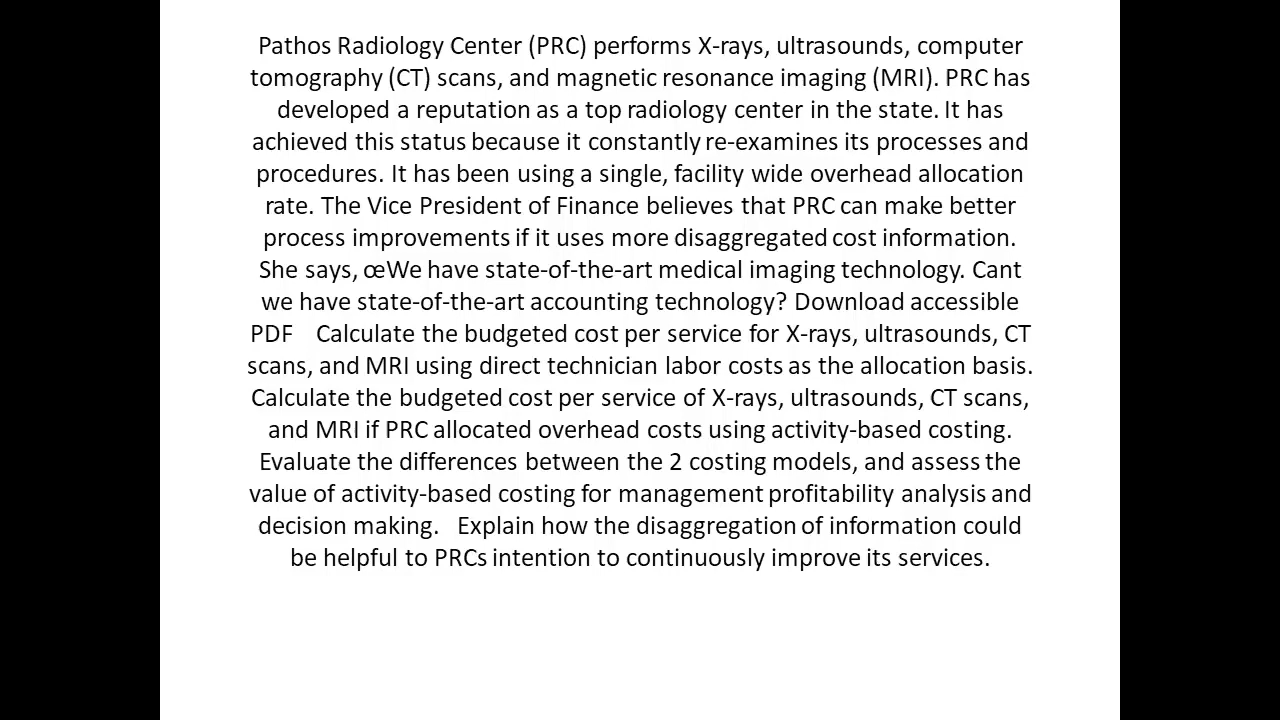 Pathos Radiology Center (PRC) performs X-rays, ultrasounds, computer
tomography (CT) scans, and magnetic resonance imaging (MRI). PRC has
developed a reputation as a top radiology center in the state. It has
achieved this status because it constantly re-examines its processes and
procedures. It has been using a single, facility wide overhead allocation
rate. The Vice President of Finance believes that PRC can make better
process improvements if it uses more disaggregated cost information.
She says, œWe have state-of-the-art medical imaging technology. Cant
we have state-of-the-art accounting technology? Download accessible
PDF    Calculate the budgeted cost per service for X-rays, ultrasounds, CT
scans, and MRI using direct technician labor costs as the allocation basis.
Calculate the budgeted cost per service of X-rays, ultrasounds, CT scans,
and MRI if PRC allocated overhead costs using activity-based costing.
Evaluate the differences between the 2 costing models, and assess the
value of activity-based costing for management profitability analysis and
decision making.   Explain how the disaggregation of information could
be helpful to PRCs intention to continuously improve its services.